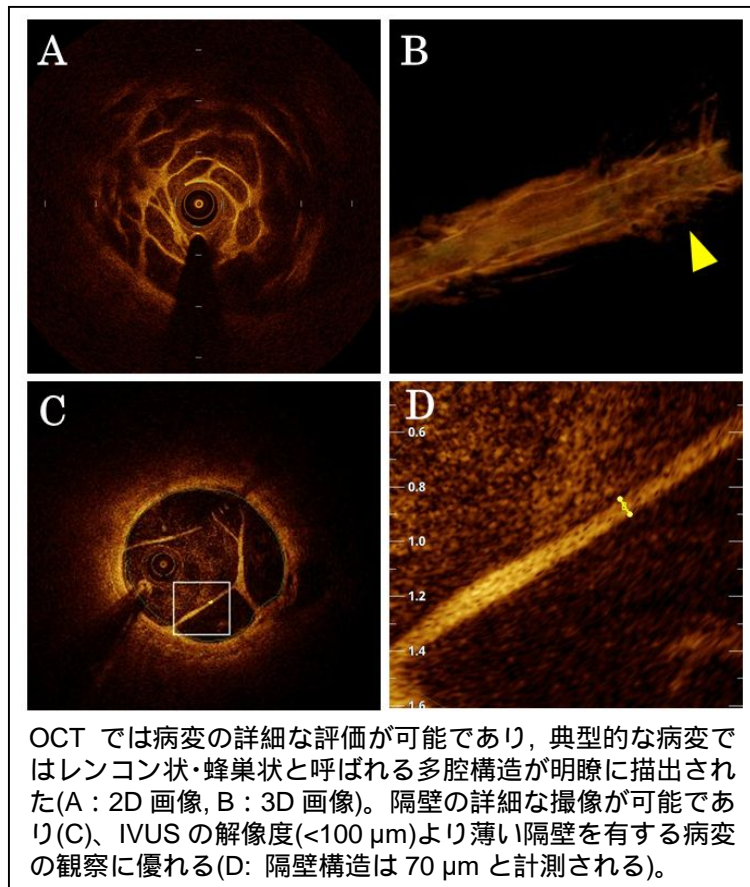 A
B
C
D
0.6
0.8
1.0
1.2
1.4
1.6
OCT では病変の詳細な評価が可能であり, 典型的な病変で
はレンコン状・蜂巣状と呼ばれる多腔構造が明瞭に描出され
た(A : 2D 画像, B : 3D 画像)。隔壁の詳細な撮像が可能であ
り(C)、IVUS の解像度(<100 μm)より薄い隔壁を有する病変
の観察に優れる(D: 隔壁構造は 70 μm と計測される)。